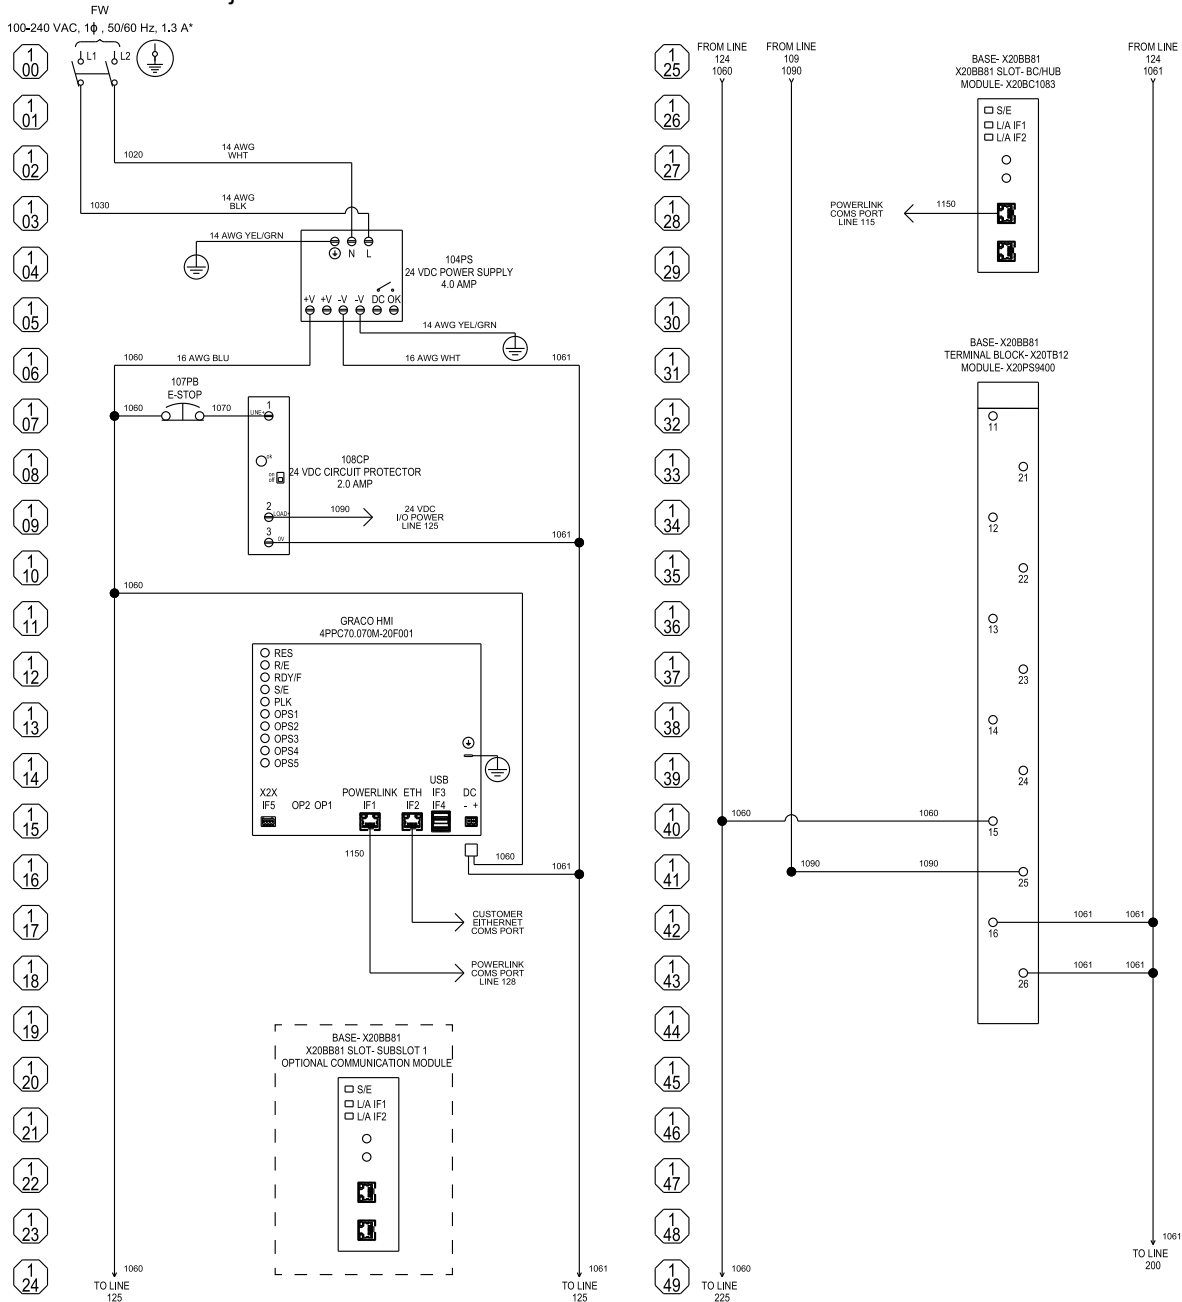 FW
100-240 VAC, 1ϕ , 50/60 Hz, 1.3 A*
L1
L2
1
00
1
01
1
02
1020
14 AWG
WHT
1
03
1030
14 AWG
BLK
14 AWG YEL/GRN
N
L
1
04
104PS
24 VDC POWER SUPPLY
4.0 AMP
+V +V -V -V DC OK
1
05
14 AWG YEL/GRN
1
06
1060
16 AWG BLU
16 AWG WHT
1061
107PB
E-STOP
1
07
1060
1070
1
LINE+
1
08
ok
on
off
108CP
24 VDC CIRCUIT PROTECTOR
2.0 AMP
1
09
2
LOAD+
1090
24 VDC
I/O POWER
LINE 125
3
0V
1061
1
10
1060
1
11
GRACO HMI
4PPC70.070M-20F001
1
12
RES
R/E
RDY/F
S/E
PLK
1
13
OPS1
OPS2
OPS3
OPS4
OPS5
1
14
X2X
IF5
OP2 OP1
POWERLINK
IF1
ETH
IF2
USB
IF3
IF4
DC
- +
1
15
1150
1060
1061
1
16
1
17
CUSTOMER
EITHERNET
COMS PORT
1
18
POWERLINK
COMS PORT
LINE 128
1
19
BASE- X20BB81
X20BB81 SLOT- SUBSLOT 1
OPTIONAL COMMUNICATION MODULE
1
20
S/E
L/A IF1
L/A IF2
1
21
1
22
1
23
1
24
1060
TO LINE
125
1061
TO LINE
125
1
25
FROM LINE
124
1060
FROM LINE
109
1090
BASE- X20BB81
X20BB81 SLOT- BC/HUB
MODULE- X20BC1083
FROM LINE
124
1061
1
26
S/E
L/A IF1
L/A IF2
1
27
1
28
POWERLINK
COMS PORT
LINE 115
1150
1
29
1
30
1
31
BASE- X20BB81
TERMINAL BLOCK- X20TB12
MODULE- X20PS9400
1
32
11
1
33
21
1
34
12
1
35
22
1
36
13
1
37
23
1
38
14
1
39
24
1
40
1060
1060
15
1
41
1090
1090
25
1
42
16
1061
1061
1
43
26
1061
1061
1
44
1
45
1
46
1
47
1
48
1061
TO LINE
200
1
49
1060
TO LINE
225